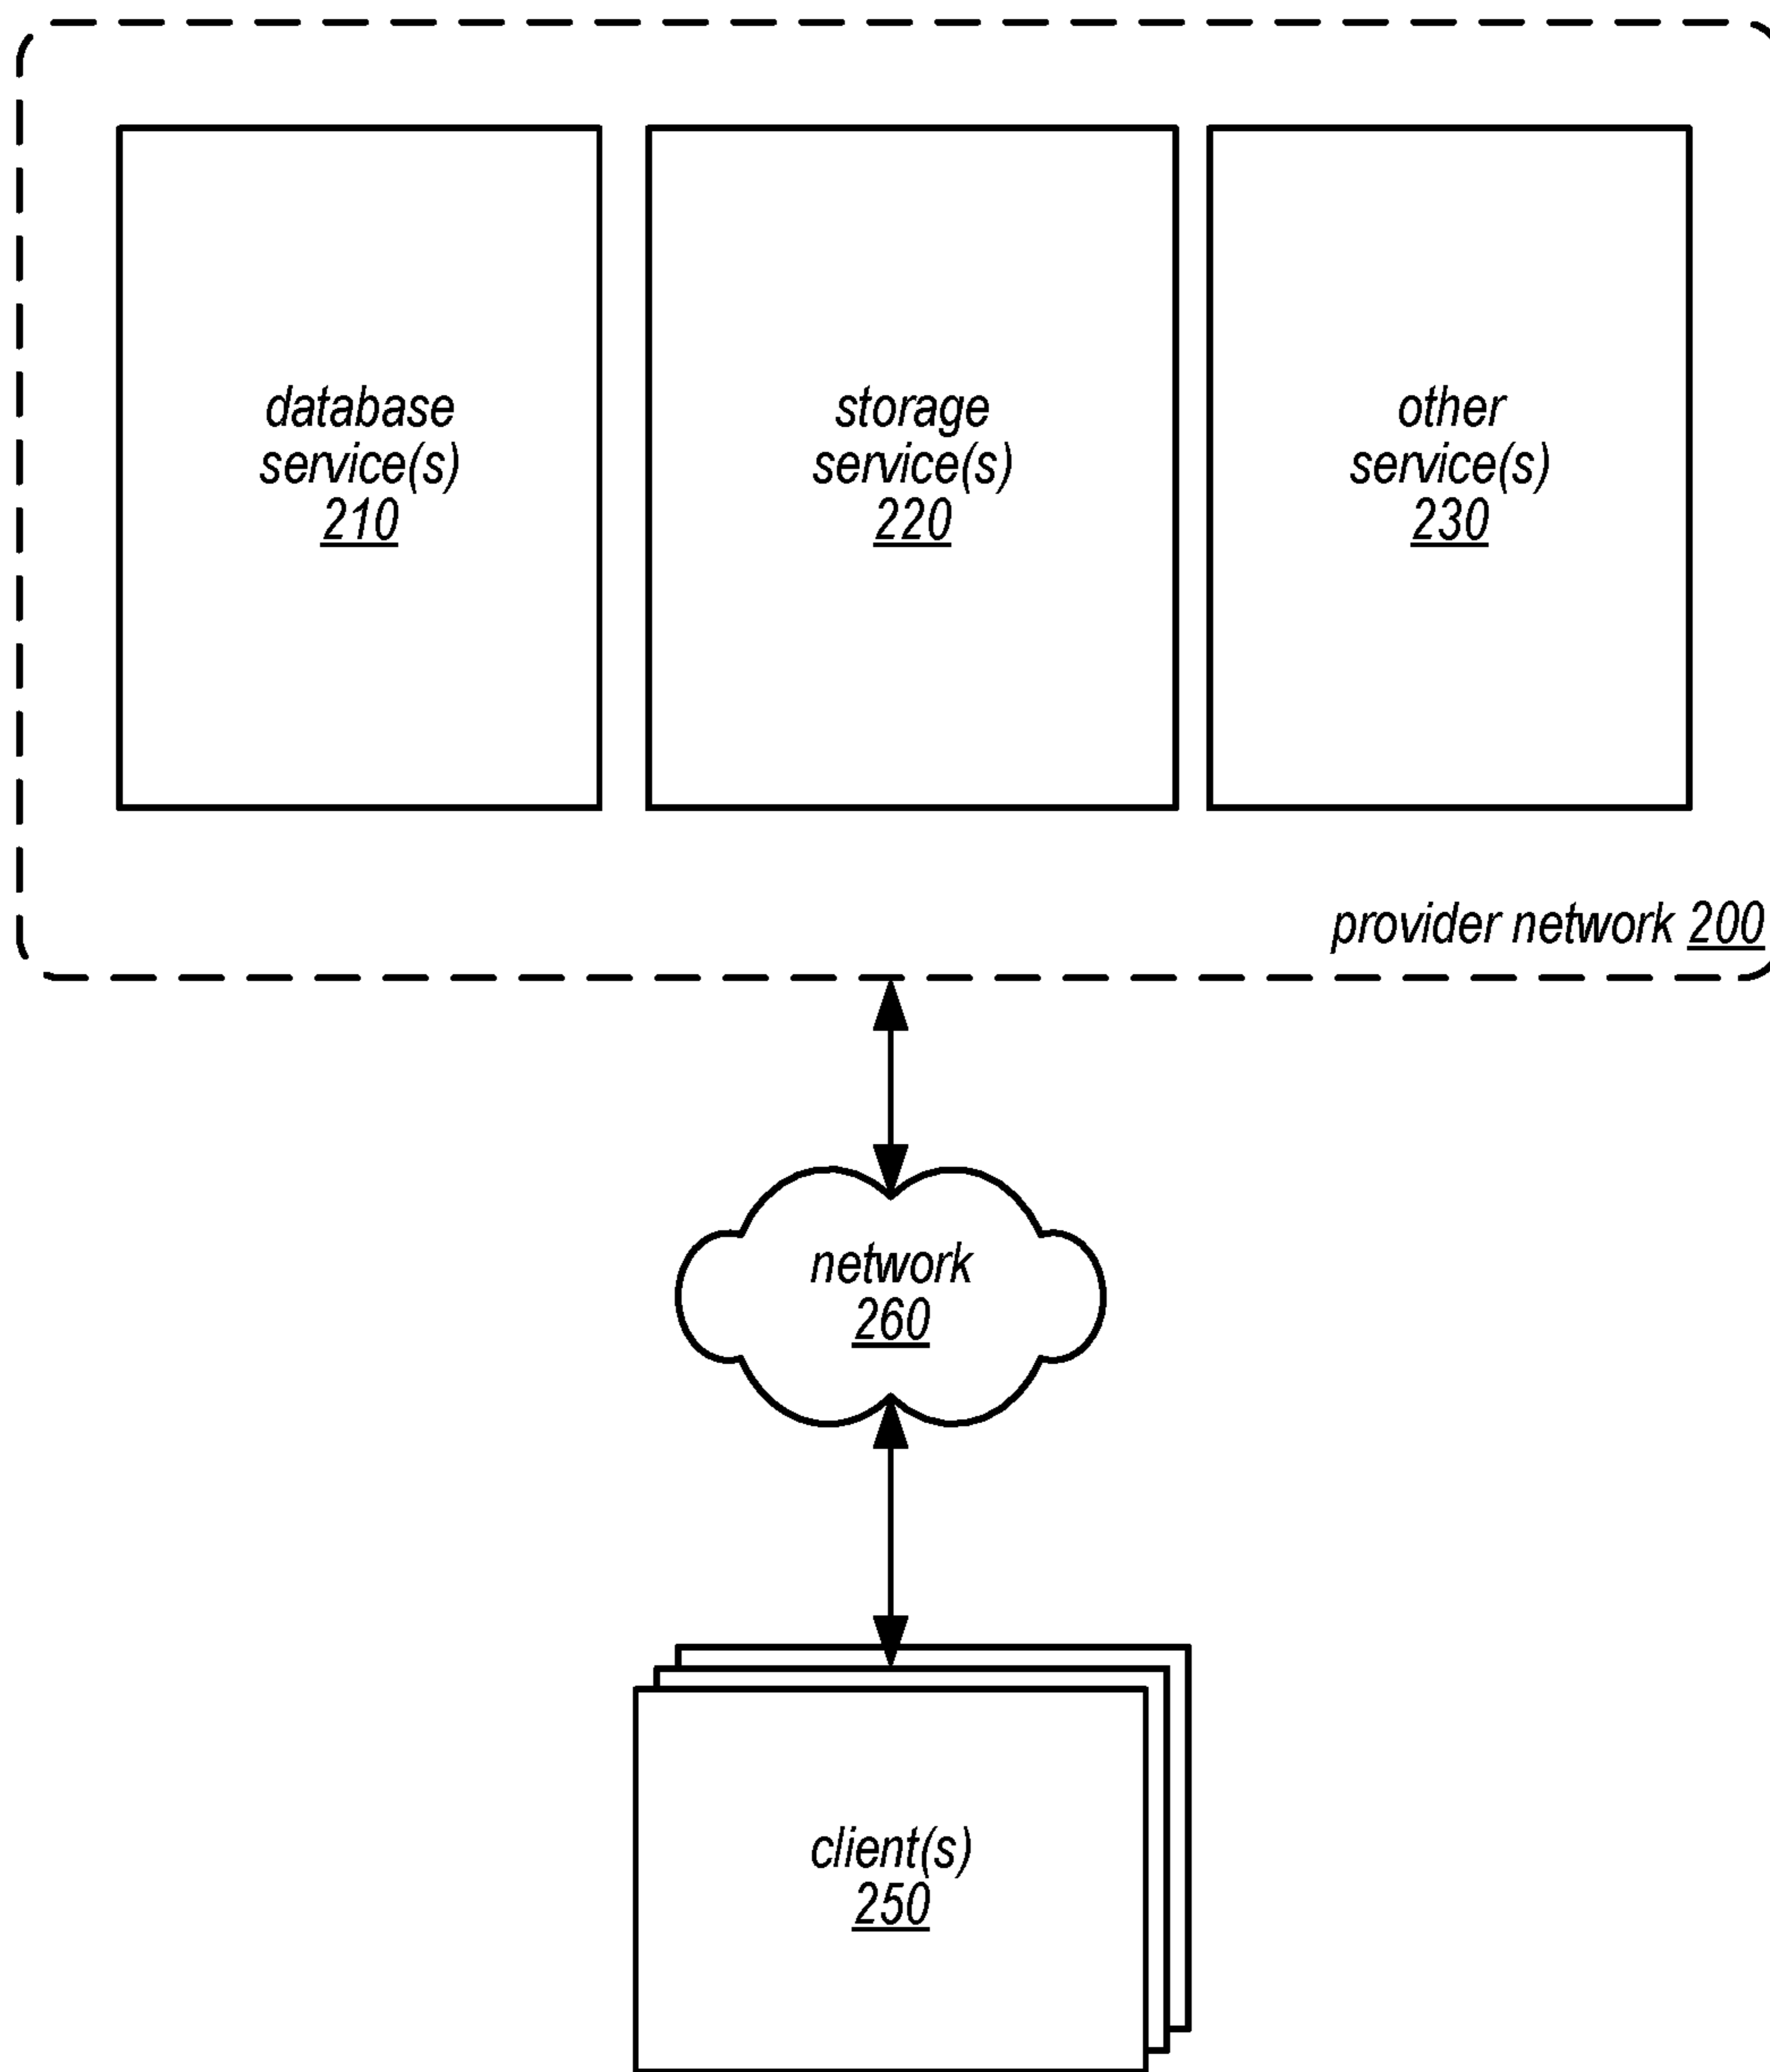 database
service(s)
210
storage
service(s)
220
other
service(s)
230
provider network 200
network
260
client(s)
250